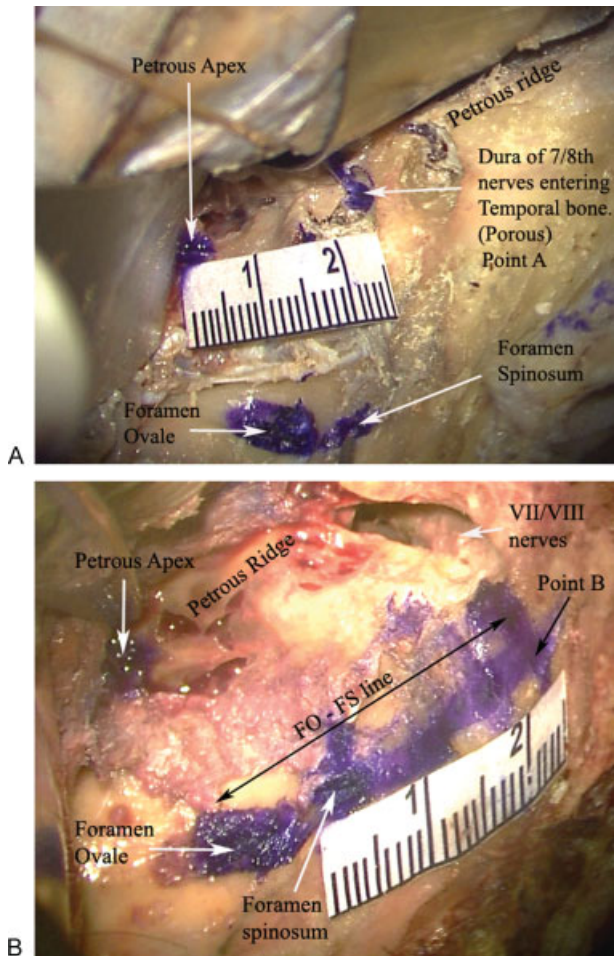 Petrous Apex
Petrous ridge
Dura of 7/8th
nerves entering
Temporal bone.
(Porous)
Point A
1
2
Foramen
Spinosum
Foramen
Ovale
A
VII/VIII
nerves
Petrous Apex
Petrous Ridge
Point B
FO - FS line
2
1
Foramen
Ovale
Foramen
spinosum
B